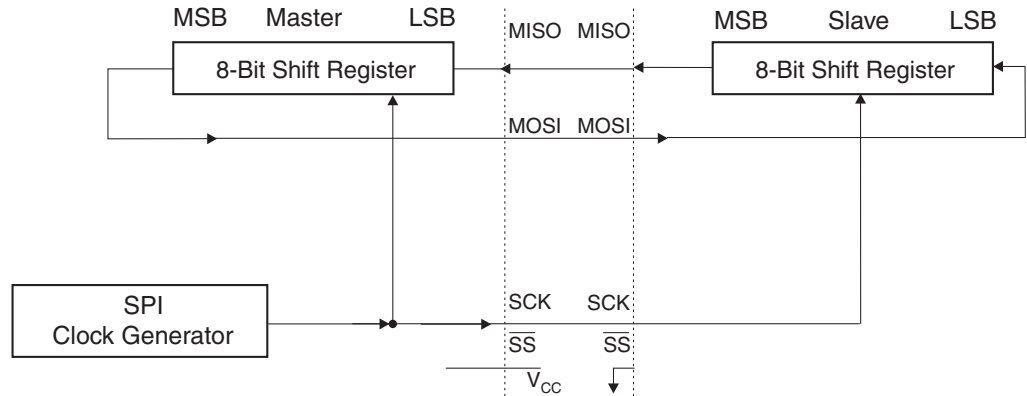 MSB Master LSB
MISO MISO
MSB Slave LSB
8-Bit Shift Register
8-Bit Shift Register
MOSI MOSI
SPI
Clock Generator
SCK SCK
SS SS
VCC